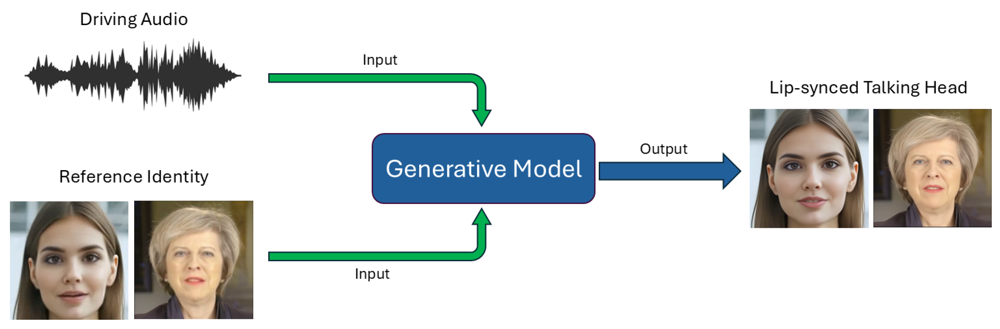 Driving Audio
Input
Lip-synced Talking Head
Generative Model
Output
Reference Identity
Input